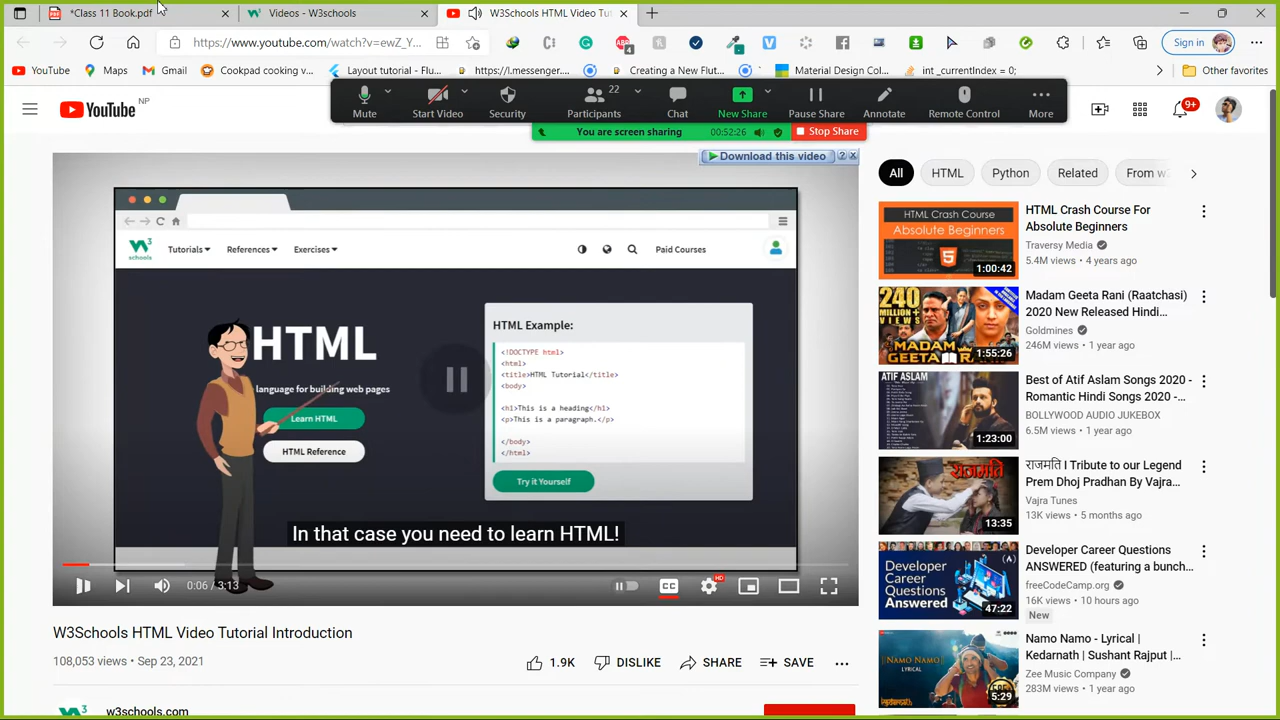 *Class 11 Book.pdf
Videos - W3schools
W3Schools HTML Video Tu
https://www.youtube.com/watch?v=ewZ_Y...
Sign in
YouTube
Maps
Gmail
Cookpad cooking v...
Layout tutorial - Flu...
https://l.messenger...
Creating a New Flut...
Material Design Col...
int _currentIndex = 0;
Other favorites
YouTube NP
Mute
Start Video
Security
Participants 22
Chat
New Share
Pause Share
Annotate
Remote Control
More
9+
You are screen sharing
00:52:26
Stop Share
Download this video
All
HTML
Python
Related
From w
W3 schools
Tutorials
References
Exercises
Paid Courses
HTML
language for building web pages
Learn HTML
HTML Reference
HTML Example:
<!DOCTYPE html>
<html>
<title>HTML Tutorial</title>
<body>
<h1>This is a heading</h1>
<p>This is a paragraph.</p>
</body>
</html>
Try it Yourself
In that case you need to learn HTML!
0:06 / 3:13
CC
HD
W3Schools HTML Video Tutorial Introduction
108,053 views • Sep 23, 2021
1.9K
DISLIKE
SHARE
SAVE
HTML Crash Course
Absolute Beginners
1:00:42
HTML Crash Course For
Absolute Beginners
Traversy Media
5.4M views • 4 years ago
240
MILLION+
VIEWS
MADAM
GEETA RANI
1:55:26
Madam Geeta Rani (Raatchasi)
2020 New Released Hindi...
Goldmines
246M views • 1 year ago
ATIF ASLAM
1:23:00
Best of Atif Aslam Songs 2020 -
Romantic Hindi Songs 2020 -...
BOLLYWOOD AUDIO JUKEBOX
6.5M views • 1 year ago
राजमति
13:35
राजमति I Tribute to our Legend
Prem Dhoj Pradhan By Vajra...
Vajra Tunes
13K views • 5 months ago
Developer
Career
Questions
Answered
47:22
Developer Career Questions
ANSWERED (featuring a bunch...
freeCodeCamp.org
16K views • 10 hours ago
New
NAMO NAMO
LYRICAL
5:29
Namo Namo - Lyrical |
Kedarnath | Sushant Rajput |...
Zee Music Company
283M views • 1 year ago